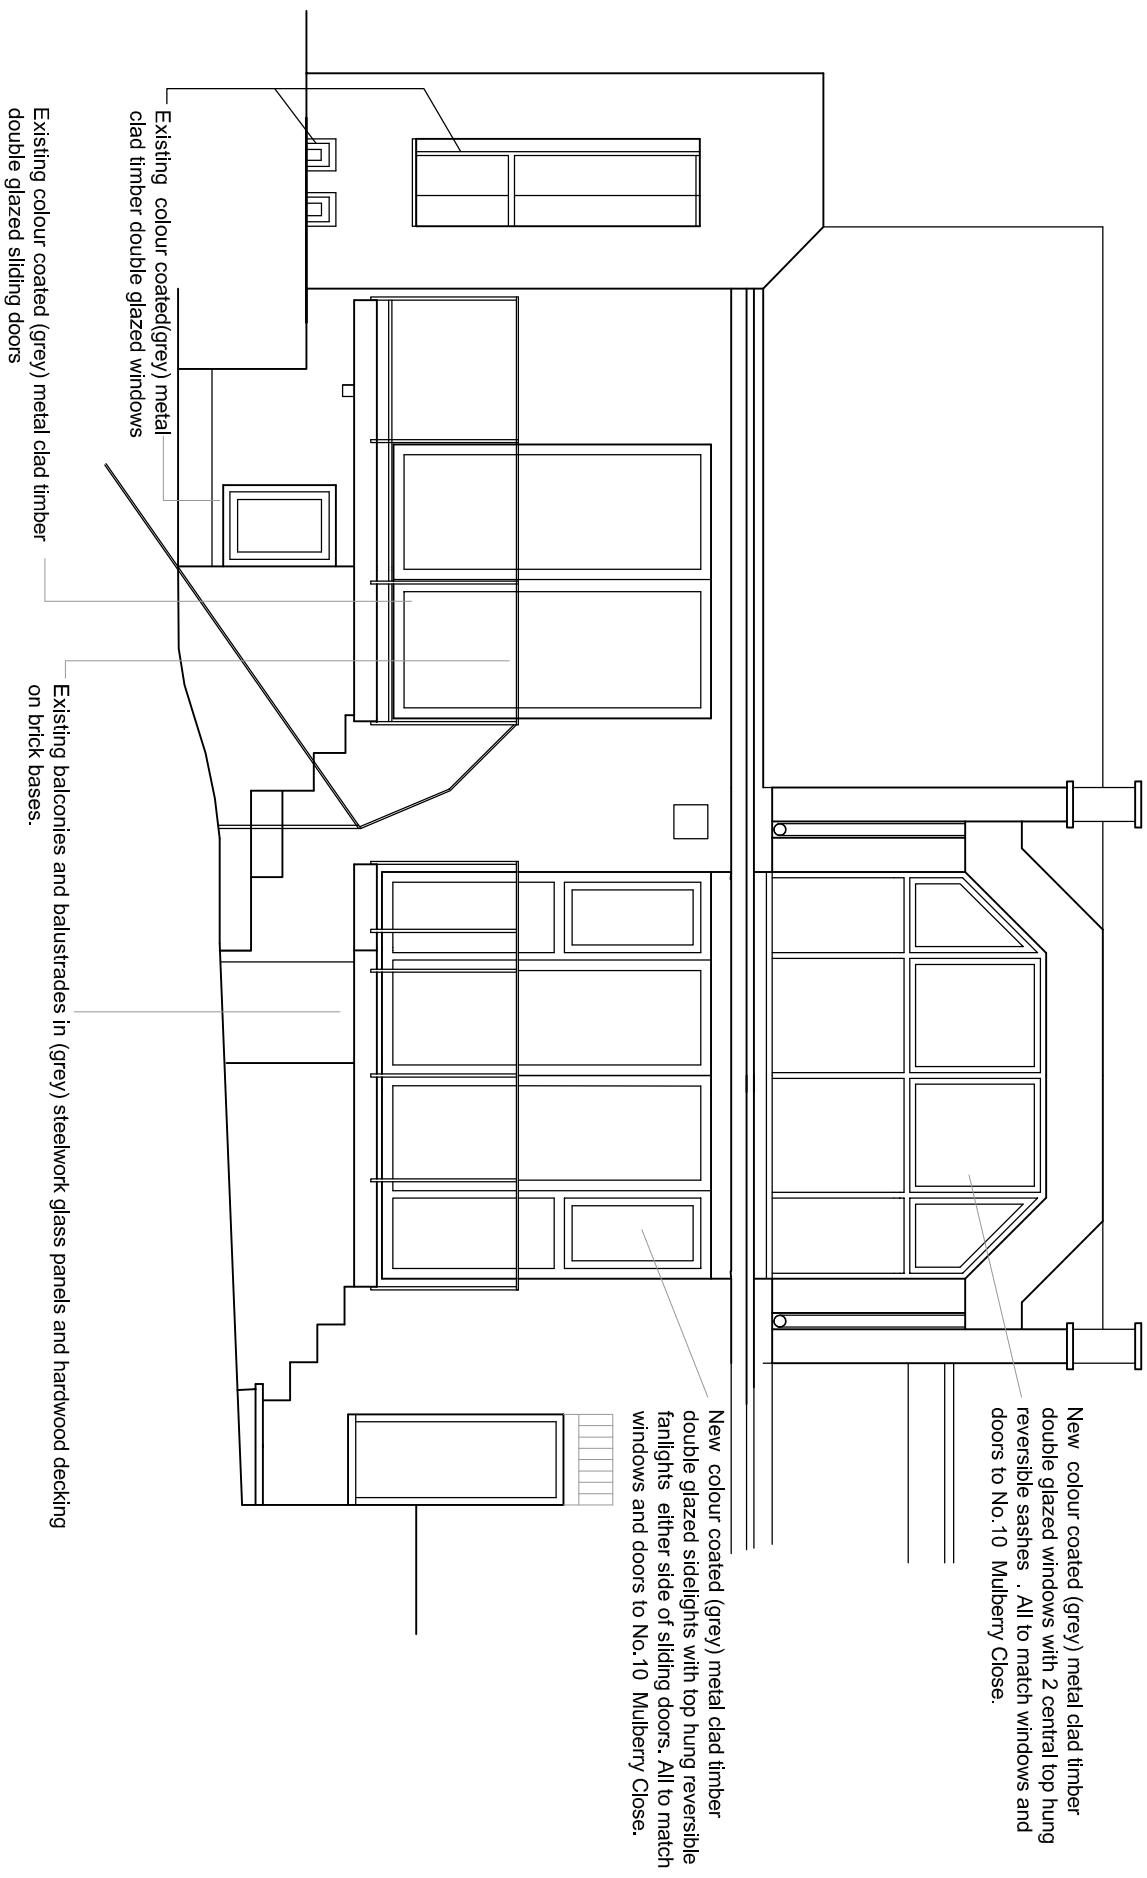 New colour coated (grey) metal clad timber
double glazed windows with 2 central top hung
reversible sashes . All to match windows and
doors to No.10 Mulberry Close.
New colour coated (grey) metal clad timber
double glazed sidelights with top hung reversible
fanlights either side of sliding doors. All to match
windows and doors to No.10 Mulberry Close.
Existing colour coated(grey) metal
clad timber double glazed windows
Existing colour coated (grey) metal clad timber
double glazed sliding doors
Existing balconies and balustrades in (grey) steelwork glass panels and hardwood decking
on brick bases.